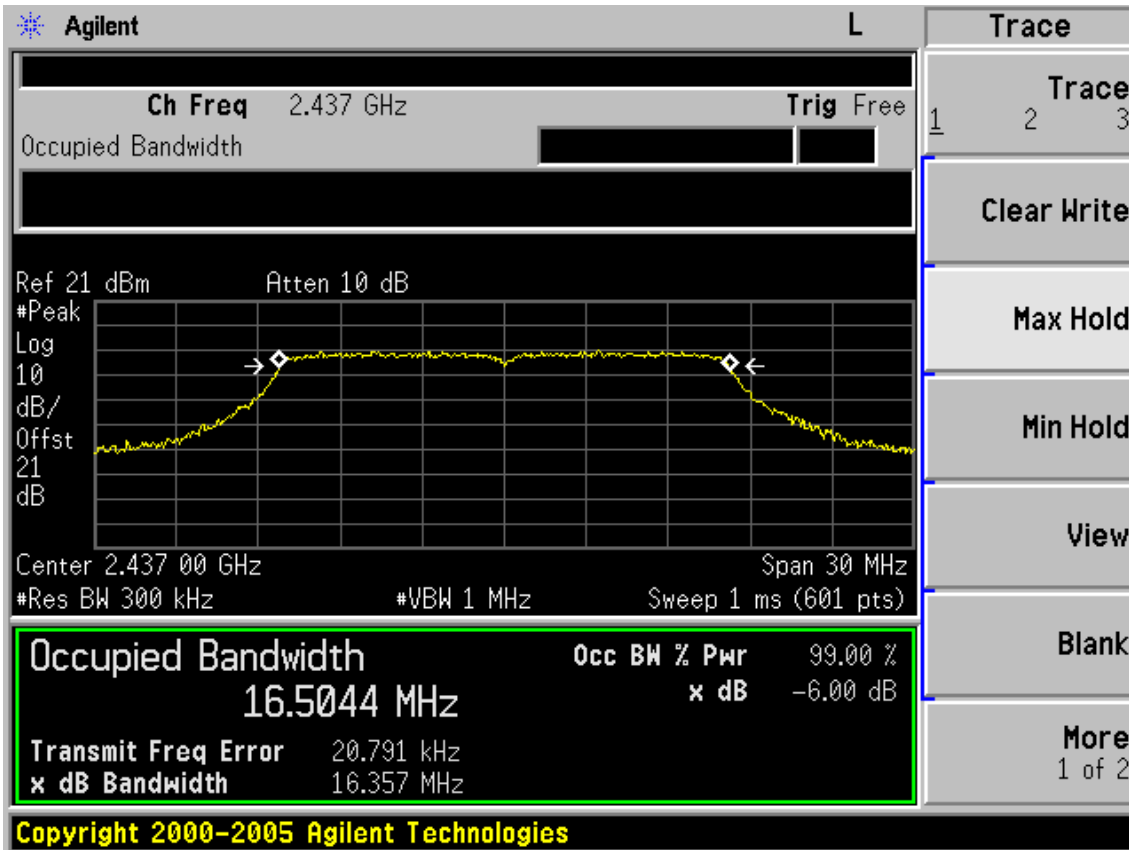 Agilent L Trace
Ch Freq 2.437 GHz Trig Free
Occupied Bandwidth
Trace
1 2 3
Clear Write
Max Hold
Min Hold
View
Blank
More
1 of 2
Ref 21 dBm Atten 10 dB
#Peak
Log
10
dB/
Offst
21
dB
Center 2.437 00 GHz Span 30 MHz
#Res BW 300 kHz #VBW 1 MHz Sweep 1 ms (601 pts)
Occupied Bandwidth Occ BW % Pwr 99.00 %
16.5044 MHz x dB -6.00 dB
Transmit Freq Error 20.791 kHz
x dB Bandwidth 16.357 MHz
Copyright 2000-2005 Agilent Technologies